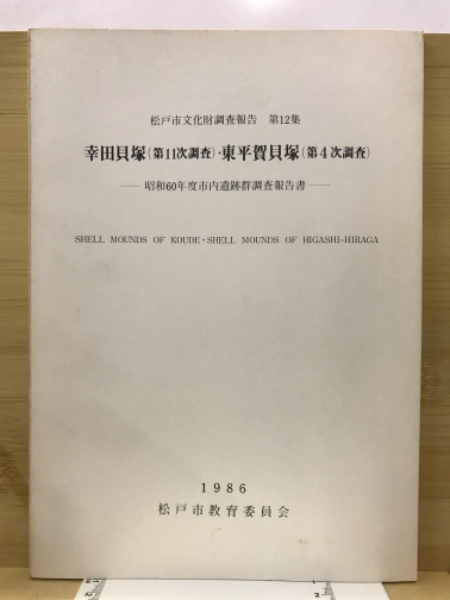 松戸市文化財調査報告 第12集
幸田貝塚(第11次調査)・東平賀貝塚(第4次調査)
── 昭和60年度市内遺跡群調査報告書 ──
SHELL MOUNDS OF KOUDE・SHELL MOUNDS OF HIGASHI-HIRAGA
1986
松戸市教育委員会